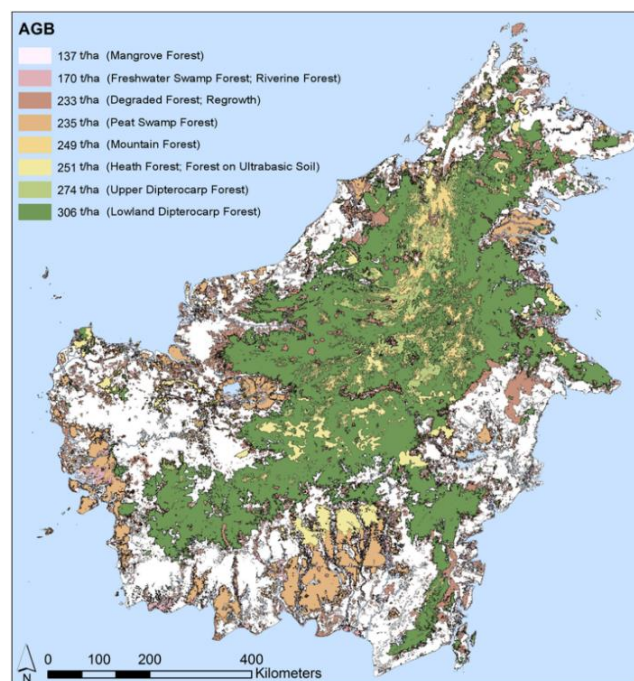 AGB
137 t/ha (Mangrove Forest)
170 t/ha (Freshwater Swamp Forest; Riverine Forest)
233 t/ha (Degraded Forest; Regrowth)
235 t/ha (Peat Swamp Forest)
249 t/ha (Mountain Forest)
251 t/ha (Heath Forest; Forest on Ultrabasic Soil)
274 t/ha (Upper Dipterocarp Forest)
306 t/ha (Lowland Dipterocarp Forest)
0 100 200 400
Kilometers
N